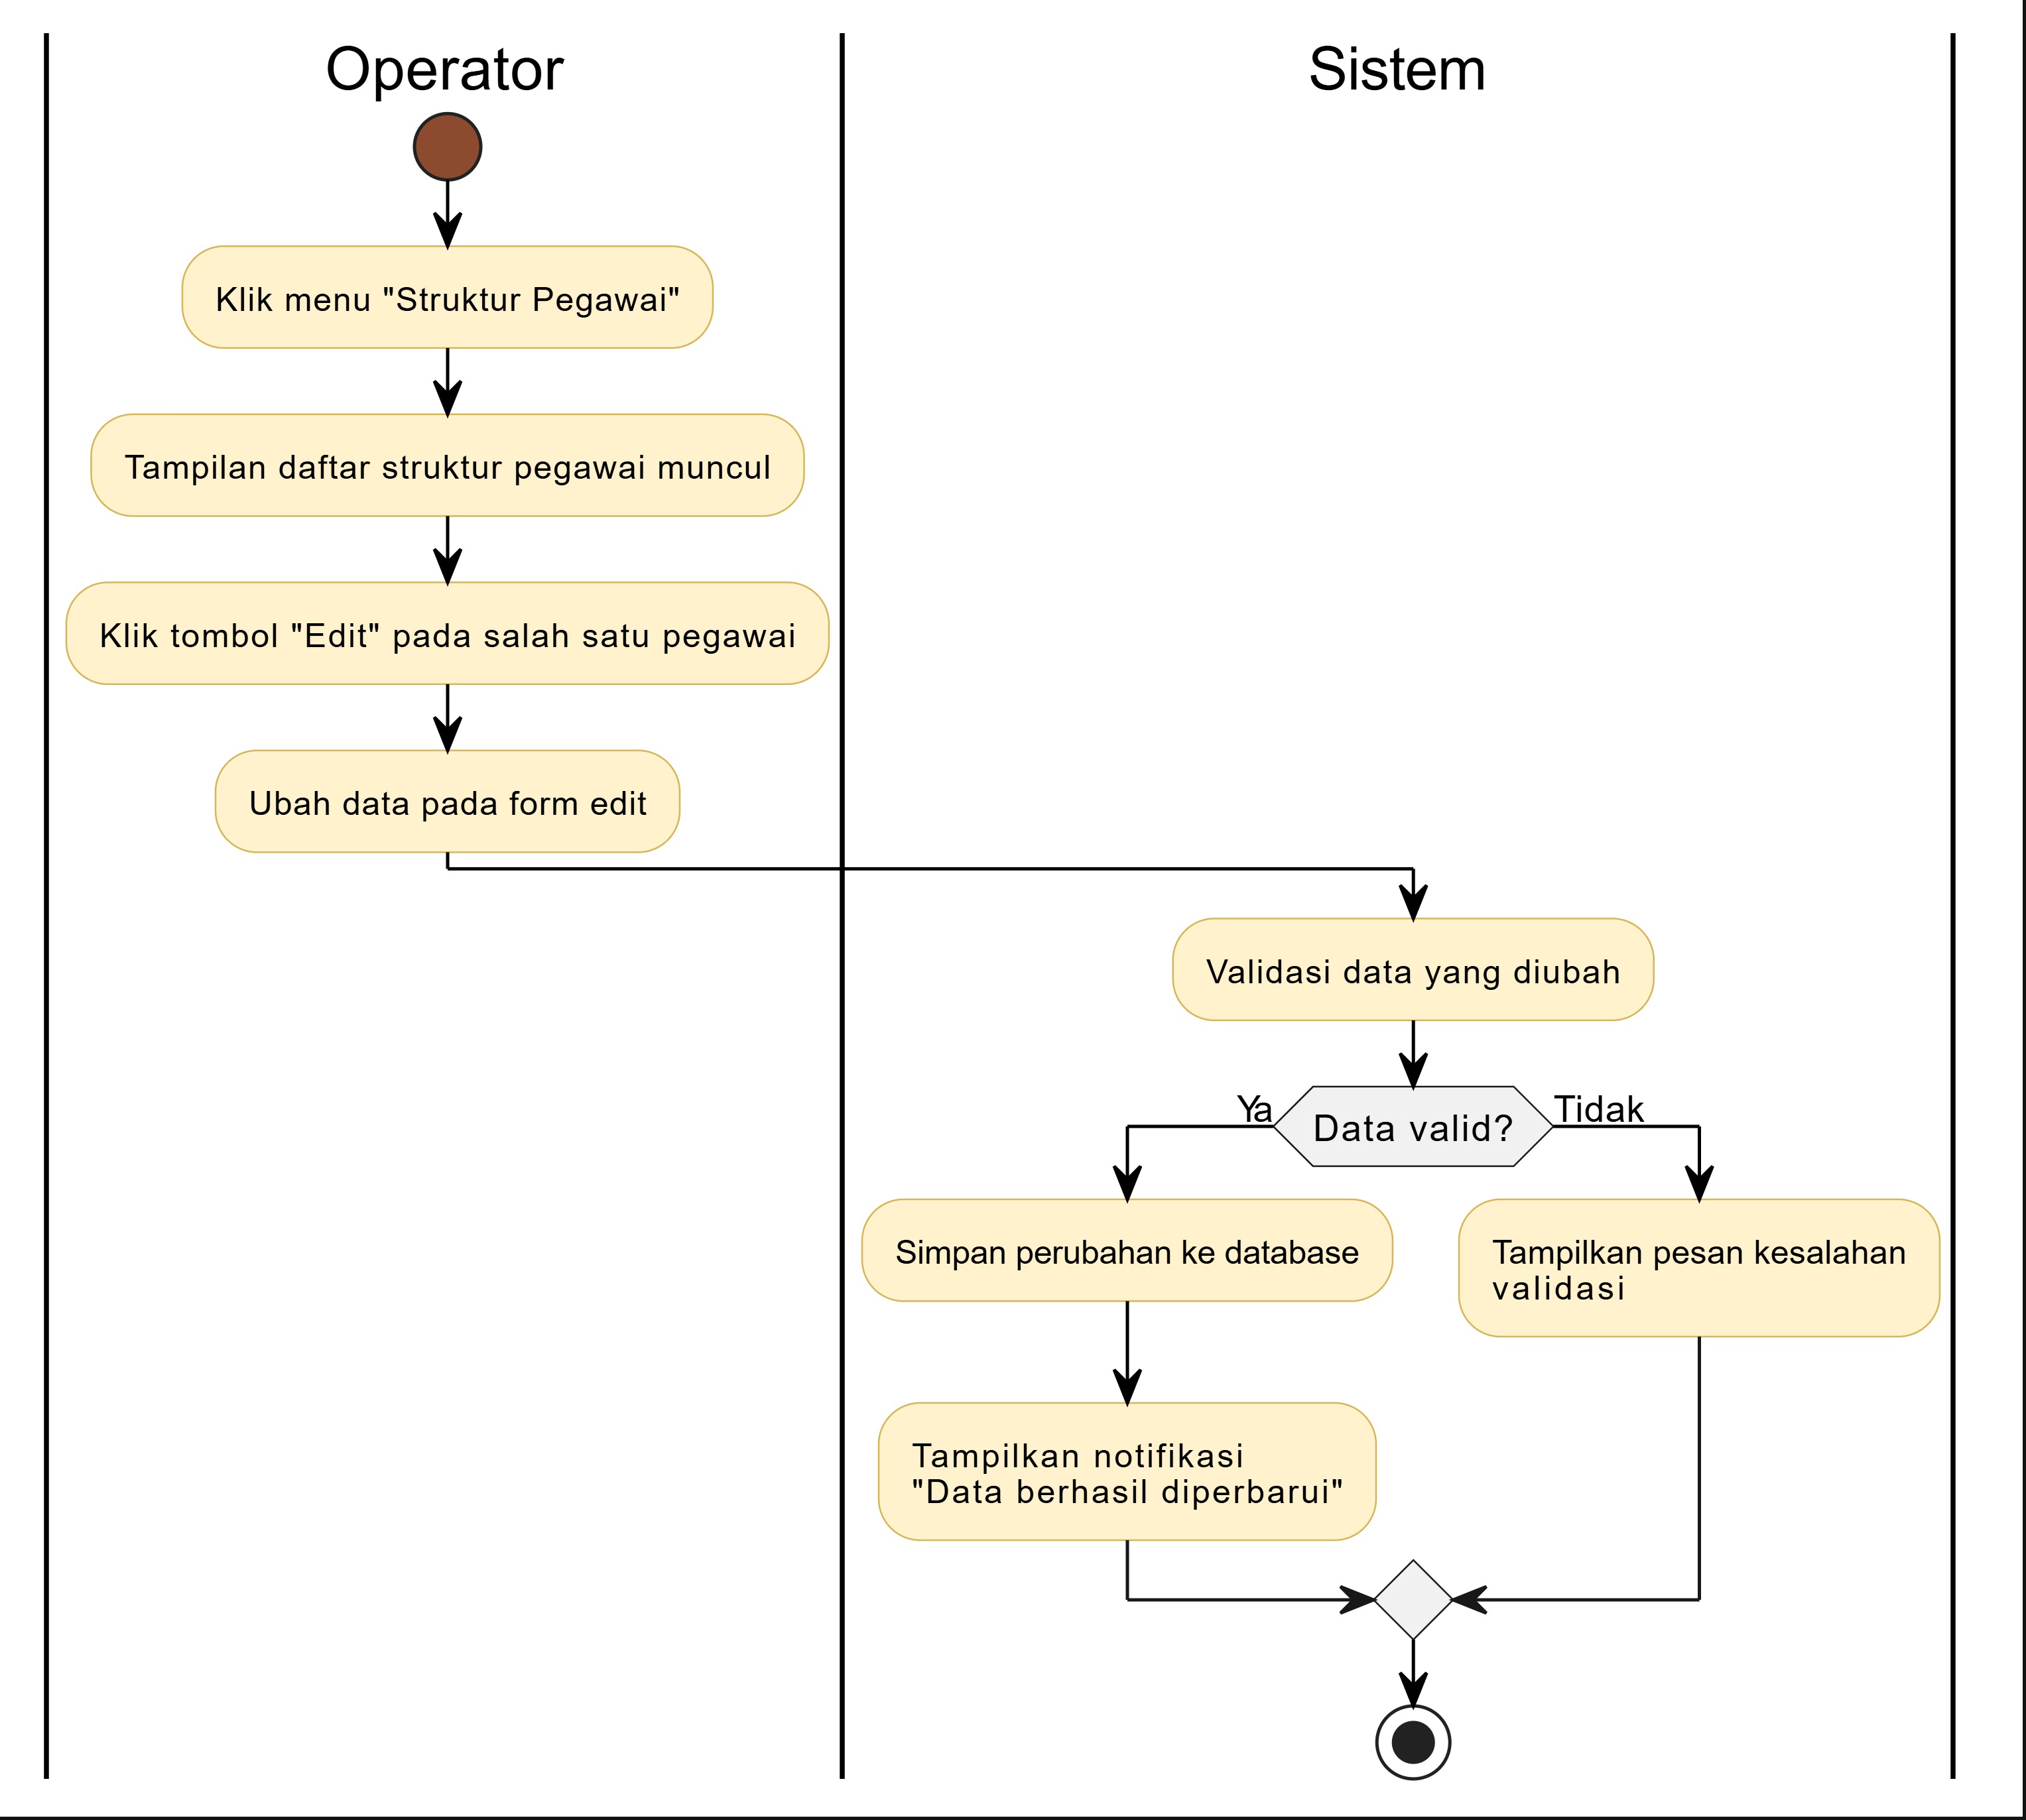 Operator
Sistem
Klik menu "Struktur Pegawai"
Tampilan daftar struktur pegawai muncul
Klik tombol "Edit" pada salah satu pegawai
Ubah data pada form edit
Validasi data yang diubah
Ya
Data valid?
Tidak
Simpan perubahan ke database
Tampilkan pesan kesalahan
validasi
Tampilkan notifikasi
"Data berhasil diperbarui"